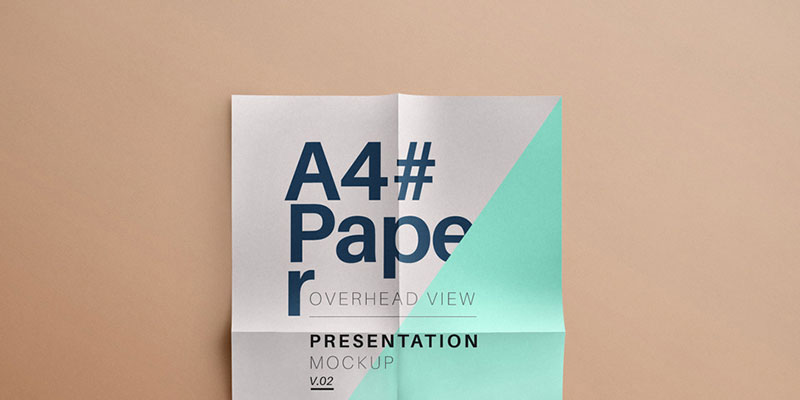 A4#
Pape
r
OVERHEAD VIEW
PRESENTATION
MOCKUP
V.02